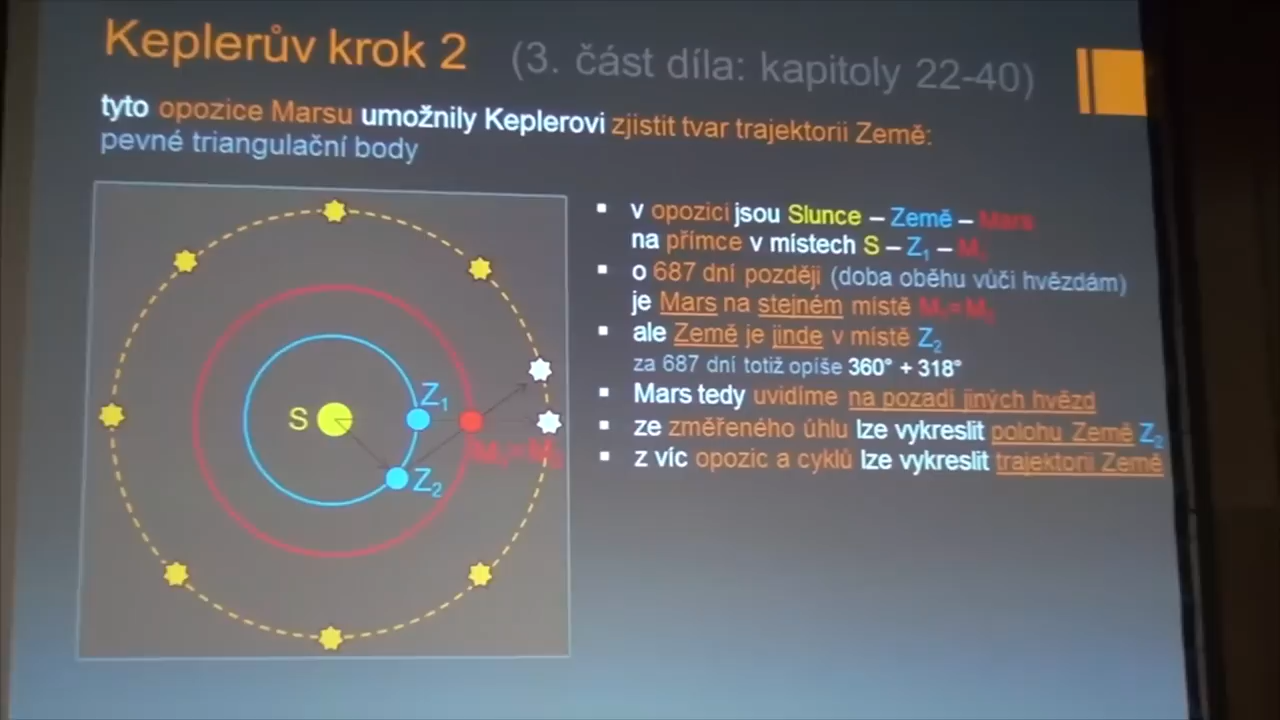 Keplerův krok 2 (3. část díla: kapitoly 22-40)
tyto opozice Marsu umožnily Keplerovi zjistit tvar trajektorii Země:
pevné triangulační body
▪ v opozici jsou Slunce – Země – Mars
na přímce v místech S – Z₁ – M₁
▪ o 687 dní později (doba oběhu vůči hvězdám)
je Mars na stejném místě M₁= M₂
▪ ale Země je jinde v místě Z₂
za 687 dní totiž opíše 360° + 318°
▪ Mars tedy uvidíme na pozadí jiných hvězd
▪ ze změřeného úhlu lze vykreslit polohu Země Z₂
▪ z víc opozic a cyklů lze vykreslit trajektorii Země
S
Z₁
M₁= M₂
Z₂